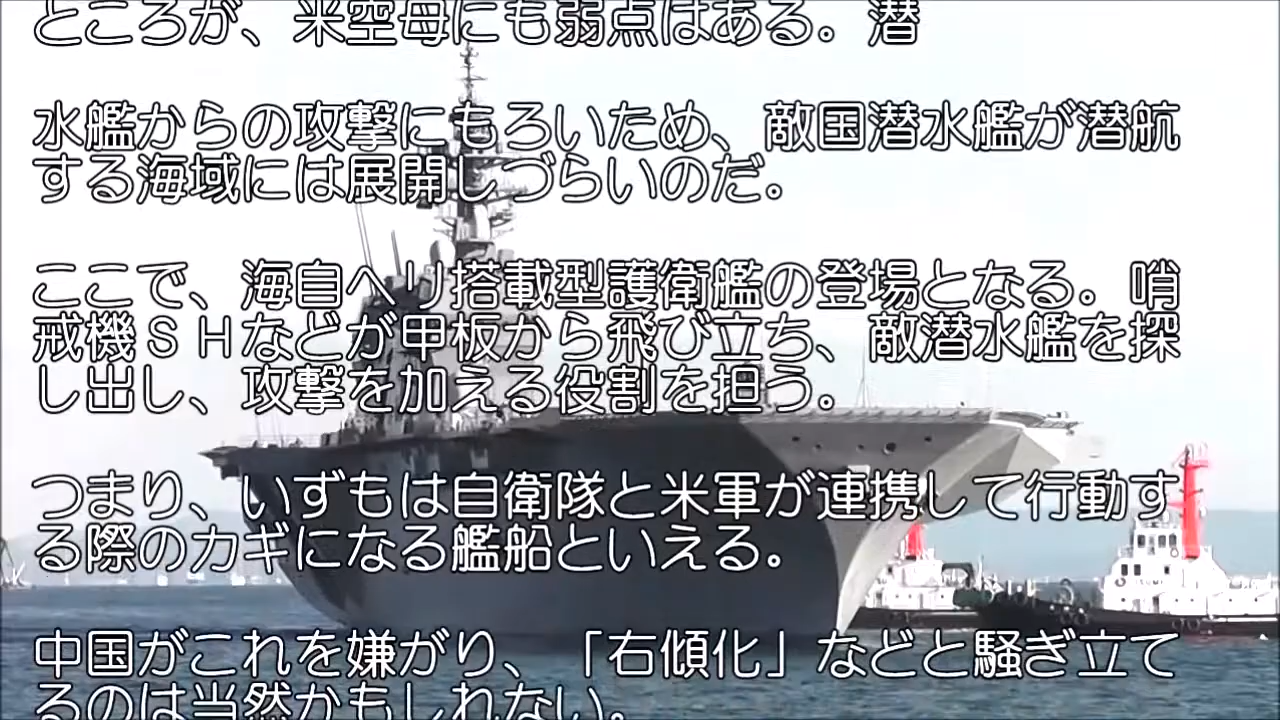 ところが、米空母にも弱点はある。潜
水艦からの攻撃にもろいため、敵国潜水艦が潜航
する海域には展開しづらいのだ。
ここで、海自ヘリ搭載型護衛艦の登場となる。哨
戒機ＳＨなどが甲板から飛び立ち、敵潜水艦を探
し出し、攻撃を加える役割を担う。
つまり、いずもは自衛隊と米軍が連携して行動す
る際のカギになる艦船といえる。
中国がこれを嫌がり、「右傾化」などと騒ぎ立て
るのは当然かもしれない。